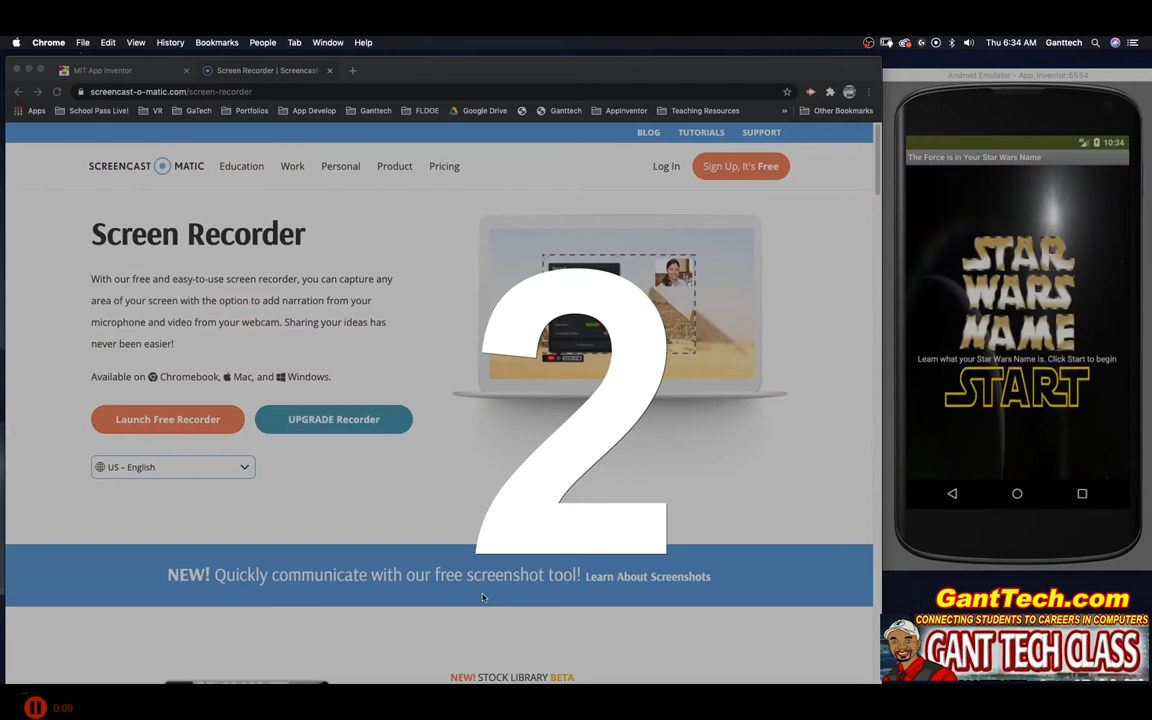 Chrome File Edit View History Bookmarks People Tab Window Help
Thu 6:34 AM Ganttech
MIT App Inventor
Screen Recorder | Screencast-
Android Emulator - App_Inventor:5554
screencast-o-matic.com/screen-recorder
Apps School Pass Live! VR GaTech Portfolios App Develop Ganttech FLDOE Google Drive Ganttech AppInventor Teaching Resources » Other Bookmarks
BLOG TUTORIALS SUPPORT
10:34
The Force is in Your Star Wars Name
SCREENCAST O MATIC Education Work Personal Product Pricing Log In Sign Up, It's Free
Screen Recorder
With our free and easy-to-use screen recorder, you can capture any
area of your screen with the option to add narration from your
microphone and video from your webcam. Sharing your ideas has
never been easier!
Available on Chromebook, Mac, and Windows.
Launch Free Recorder UPGRADE Recorder
US – English
2
STAR
WARS
NAME
Learn what your Star Wars Name is. Click Start to begin
START
NEW! Quickly communicate with our free screenshot tool! Learn About Screenshots
NEW! STOCK LIBRARY BETA
GantTech.com
CONNECTING STUDENTS TO CAREERS IN COMPUTERS
GANT TECH CLASS
0:09